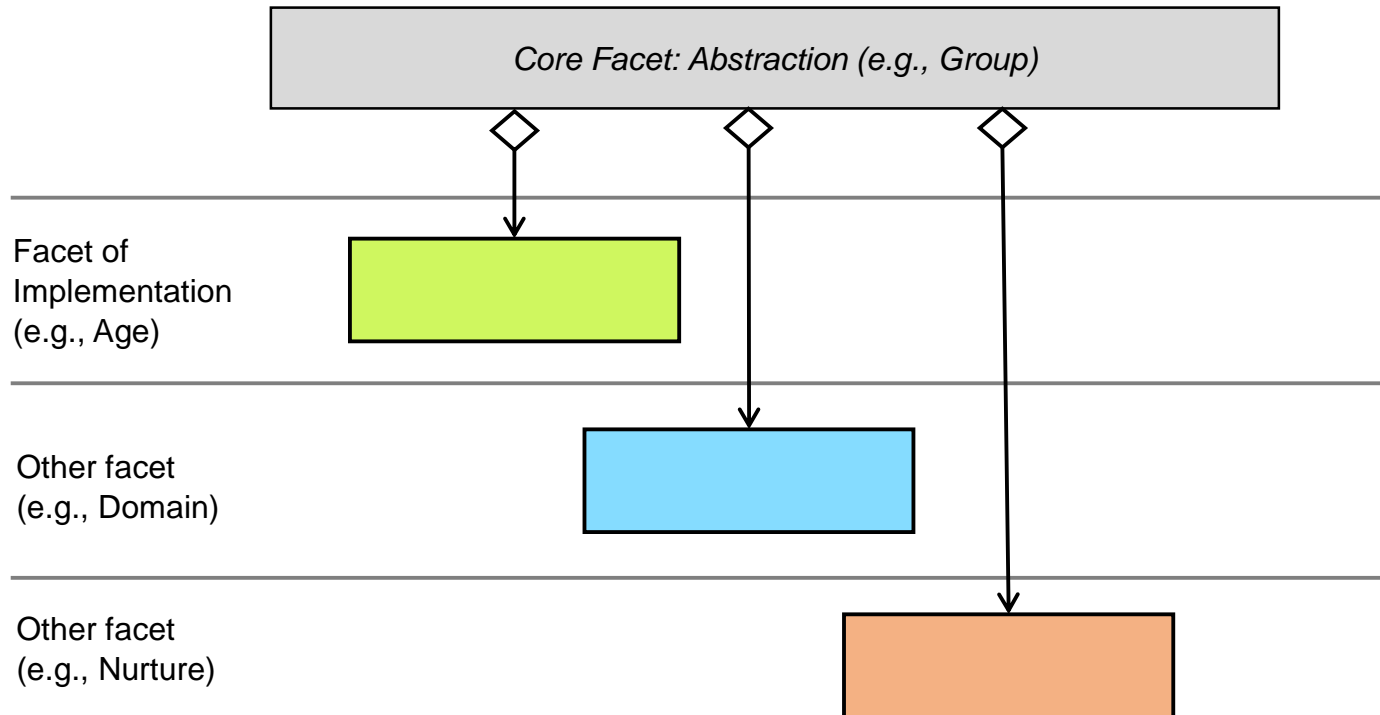 Core Facet: Abstraction (e.g., Group)
Facet of
Implementation
(e.g., Age)
Other facet
(e.g., Domain)
Other facet
(e.g., Nurture)